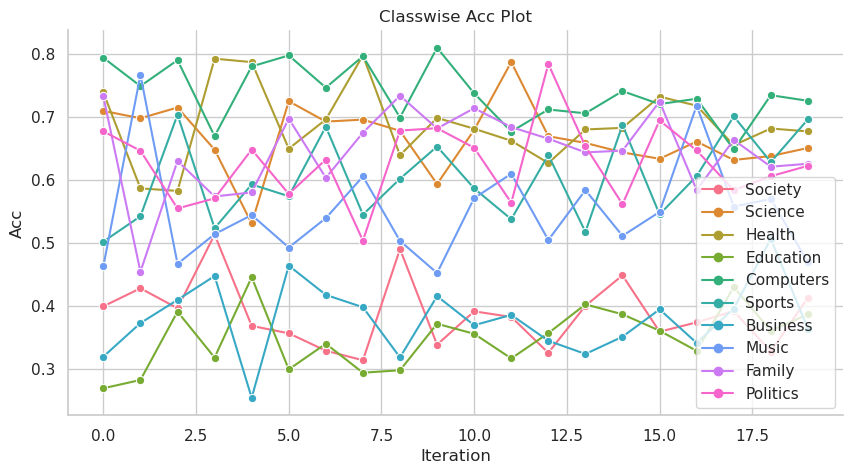 Classwise Acc Plot
0.8
0.7
0.6
0.5
0.4
0.3
Acc
0.0 2.5 5.0 7.5 10.0 12.5 15.0 17.5
Iteration
Society
Science
Health
Education
Computers
Sports
Business
Music
Family
Politics